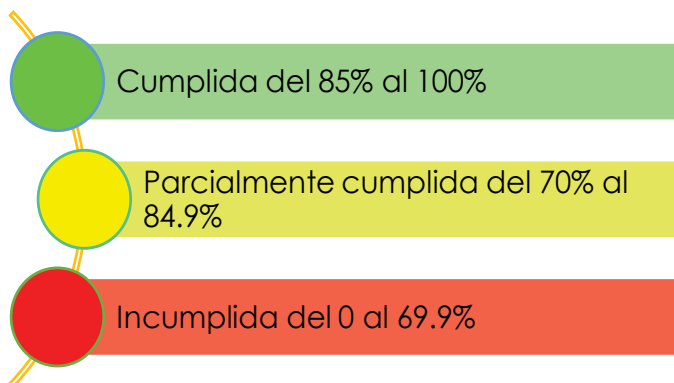 Cumplida del 85% al 100%
Parcialmente cumplida del 70% al
84.9%
Incumplida del 0 al 69.9%